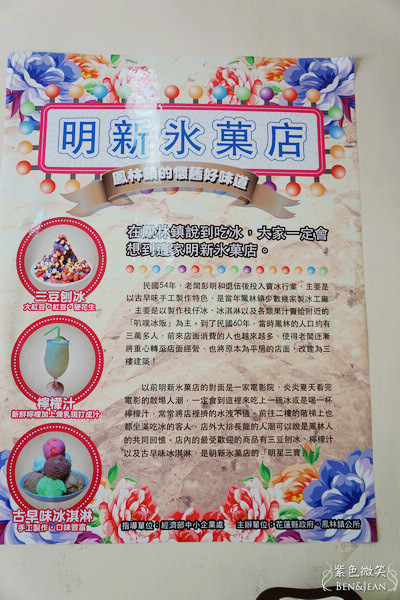 明新氷菓店
鳳林鎮的懷舊好味道
在鳳林鎮說到吃冰，大家一定會
想到這家明新氷菓店。
三豆刨冰
大紅豆、紅豆、硬花生
檸檬汁
新鮮檸檬加上煉乳現打成汁
古早味冰淇淋
手工製作、口味豐富
民國54年，老闆彭明和退伍後投入賣冰行業，主要是
以古早味手工製作特色，是當年鳳林鎮少數幾家製冰工廠
，主要是以製作枝仔冰、冰淇淋以及各類果汁賣給附近的
「叭噗冰販」為主。到了民國60年，當時鳳林的人口約有
三萬多人，前來店面消費的人也越來越多，使得老闆逐漸
將重心轉至店面經營，也將原本為平房的店面，改建為三
樓建築！
以前明新氷菓店的對面是一家電影院，炎炎夏天看完
電影的散場人潮，一定會到這裡來吃上一碗冰或是喝一杯
檸檬汁，常常將店裡擠的水洩不通。前往二樓的階梯上也
都坐滿吃冰的客人，店外大排長龍的人潮可以說是鳳林人
的共同回憶。店內的最受歡迎的商品有三豆刨冰、檸檬汁
以及古早味冰淇淋，是明新氷菓店的「明星三寶」。
指導單位：經濟部中小企業處 主辦單位：花蓮縣政府、鳳林鎮公所
紫色微笑
BEN&JEAN